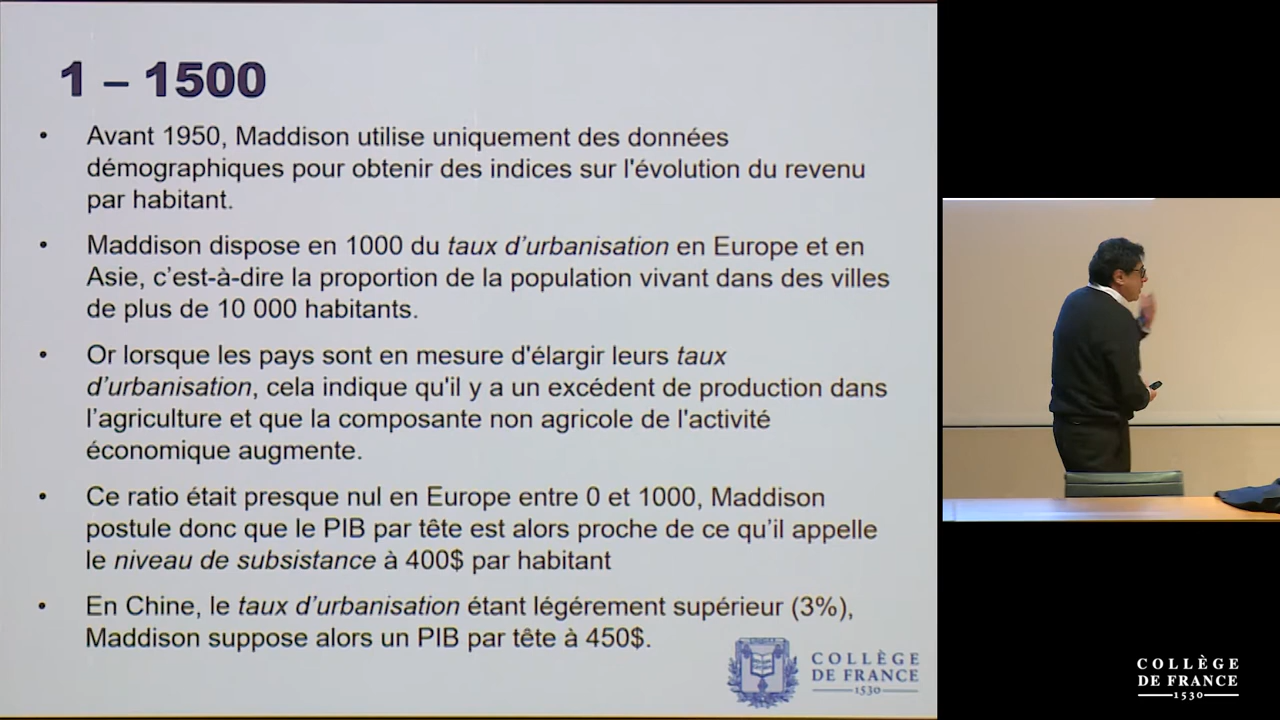 1 – 1500
• Avant 1950, Maddison utilise uniquement des données
démographiques pour obtenir des indices sur l'évolution du revenu
par habitant.
• Maddison dispose en 1000 du taux d’urbanisation en Europe et en
Asie, c’est-à-dire la proportion de la population vivant dans des villes
de plus de 10 000 habitants.
• Or lorsque les pays sont en mesure d'élargir leurs taux
d’urbanisation, cela indique qu'il y a un excédent de production dans
l’agriculture et que la composante non agricole de l'activité
économique augmente.
• Ce ratio était presque nul en Europe entre 0 et 1000, Maddison
postule donc que le PIB par tête est alors proche de ce qu’il appelle
le niveau de subsistance à 400$ par habitant
• En Chine, le taux d’urbanisation étant légérement supérieur (3%),
Maddison suppose alors un PIB par tête à 450$.
COLLÈGE
DE FRANCE
1530
COLLÈGE
DE FRANCE
1530